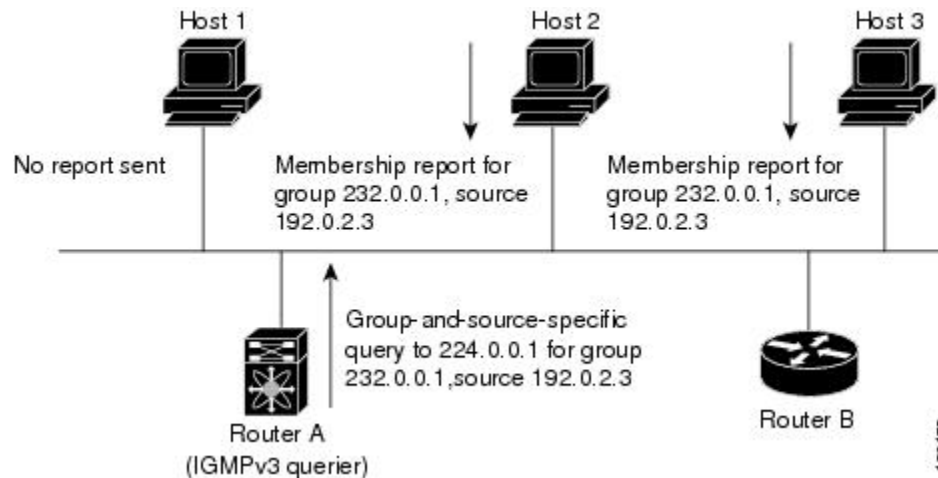 Host 1
Host 2
Host 3
No report sent
Membership report for
group 232.0.0.1, source
192.0.2.3
Membership report for
group 232.0.0.1, source
192.0.2.3
Group-and-source-specific
query to 224.0.0.1 for group
232.0.0.1,source 192.0.2.3
Router A
(IGMPv3 querier)
Router B